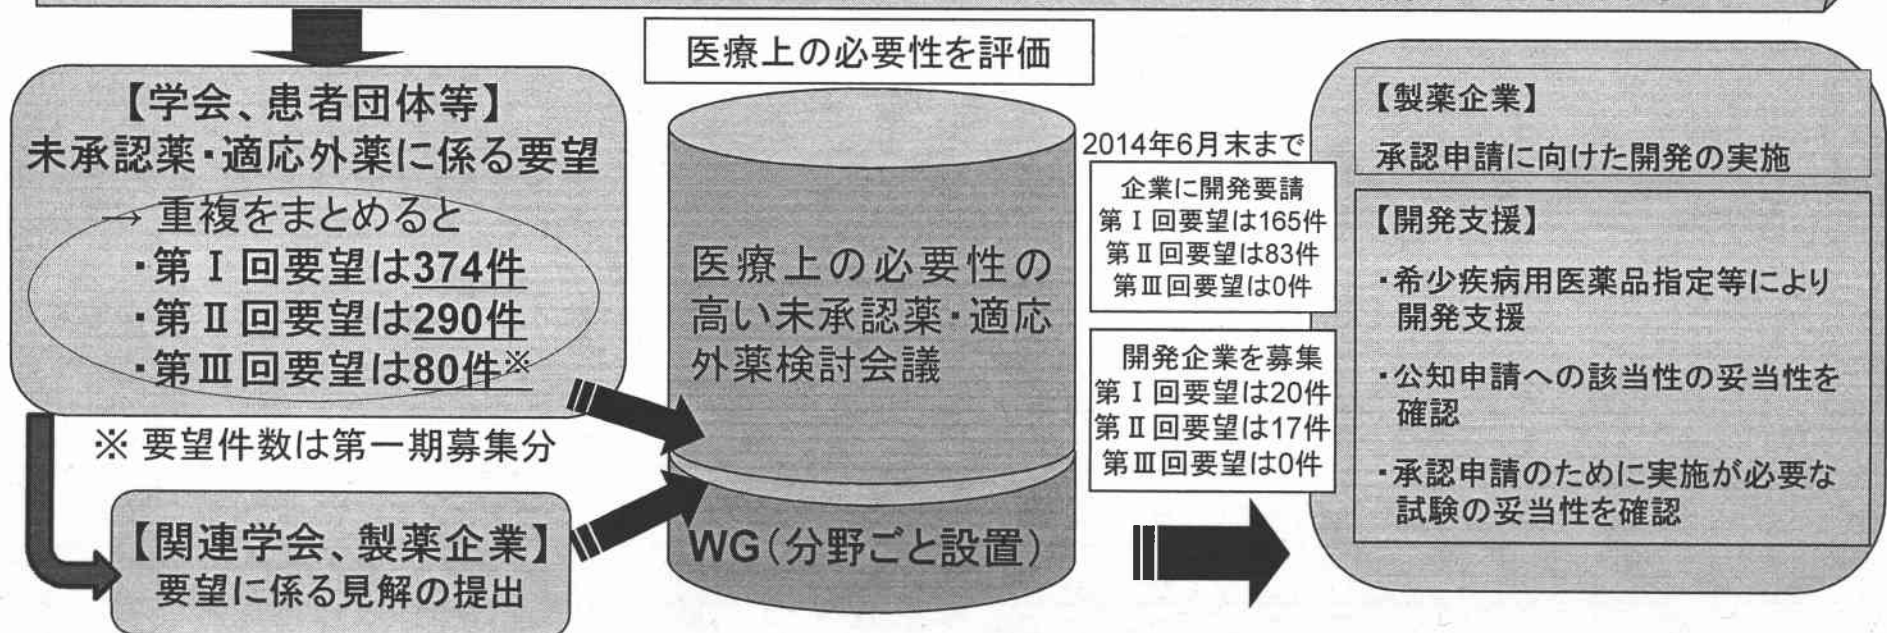 医療上の必要性を評価
【学会、患者団体等】
未承認薬・適応外薬に係る要望
→ 重複をまとめると
・第Ⅰ回要望は374件
・第Ⅱ回要望は290件
・第Ⅲ回要望は80件※
※ 要望件数は第一期募集分
【関連学会、製薬企業】
要望に係る見解の提出
医療上の必要性の
高い未承認薬・適応
外薬検討会議
WG(分野ごと設置)
2014年6月末まで
企業に開発要請
第Ⅰ回要望は165件
第Ⅱ回要望は83件
第Ⅲ回要望は0件
開発企業を募集
第Ⅰ回要望は20件
第Ⅱ回要望は17件
第Ⅲ回要望は0件
【製薬企業】
承認申請に向けた開発の実施
【開発支援】
・希少疾病用医薬品指定等により
開発支援
・公知申請への該当性の妥当性を
確認
・承認申請のために実施が必要な
試験の妥当性を確認